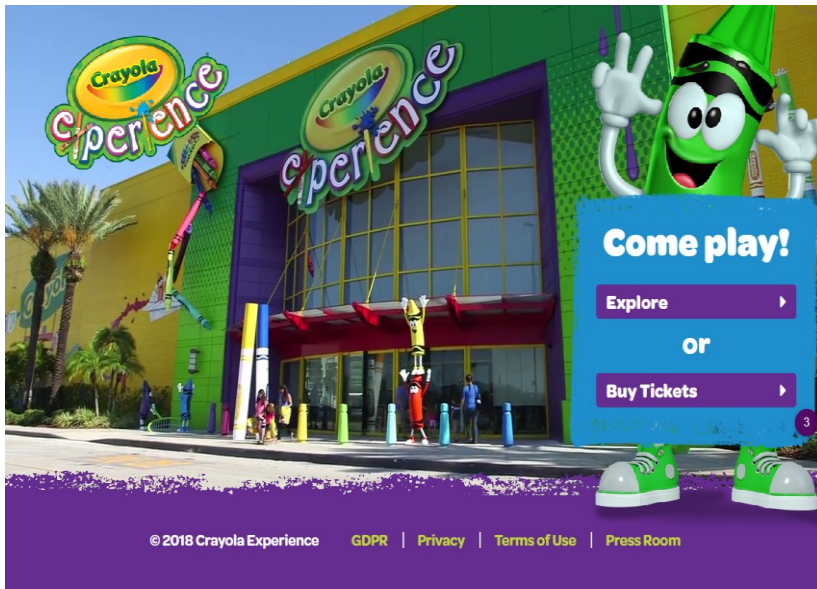 Crayola
experience
Crayola
experience
Come play!
Explore
or
Buy Tickets
3
© 2018 Crayola Experience GDPR | Privacy | Terms of Use | Press Room